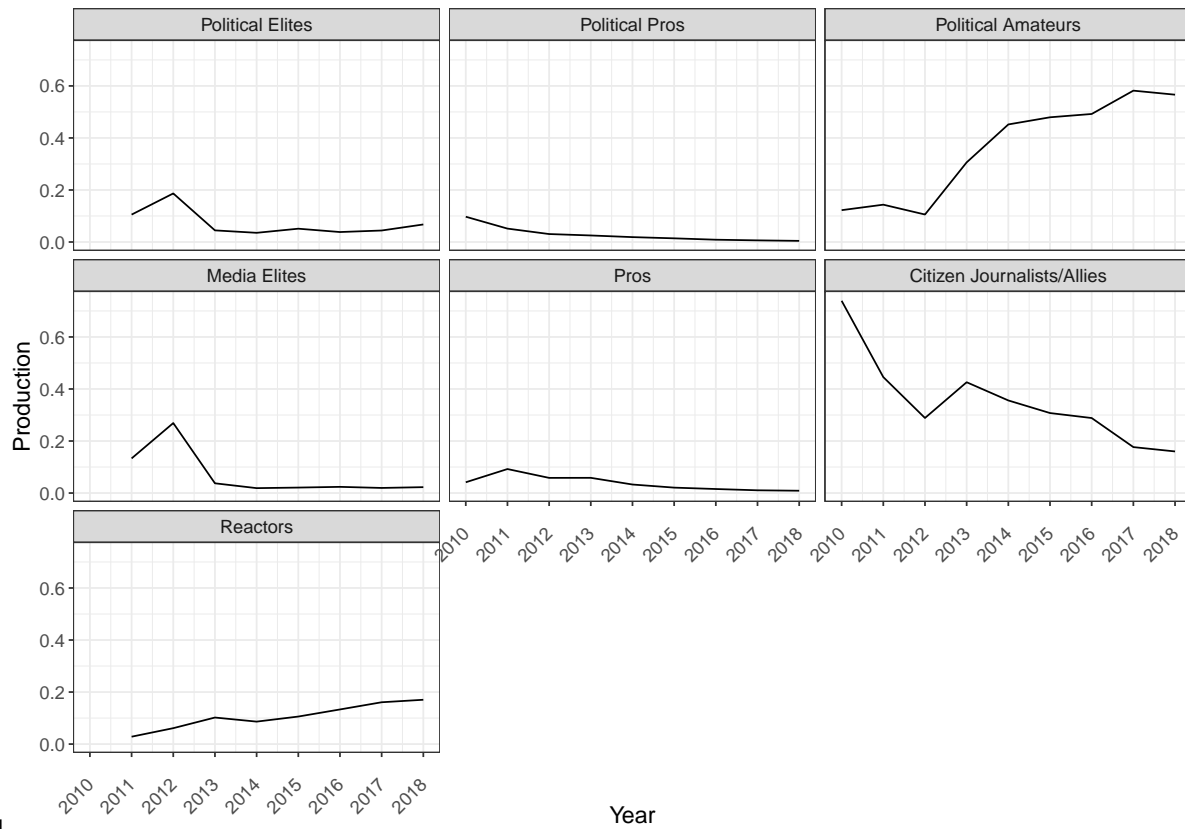 Political Elites
Political Pros
Political Amateurs
0.6
0.4
0.2
0.0
Media Elites
Pros
Citizen Journalists/Allies
0.6
0.4
0.2
0.0
Production
Reactors
2010 2011 2012 2013 2014 2015 2016 2017 2018
2010 2011 2012 2013 2014 2015 2016 2017 2018
0.6
0.4
0.2
0.0
2010 2011 2012 2013 2014 2015 2016 2017 2018
Year